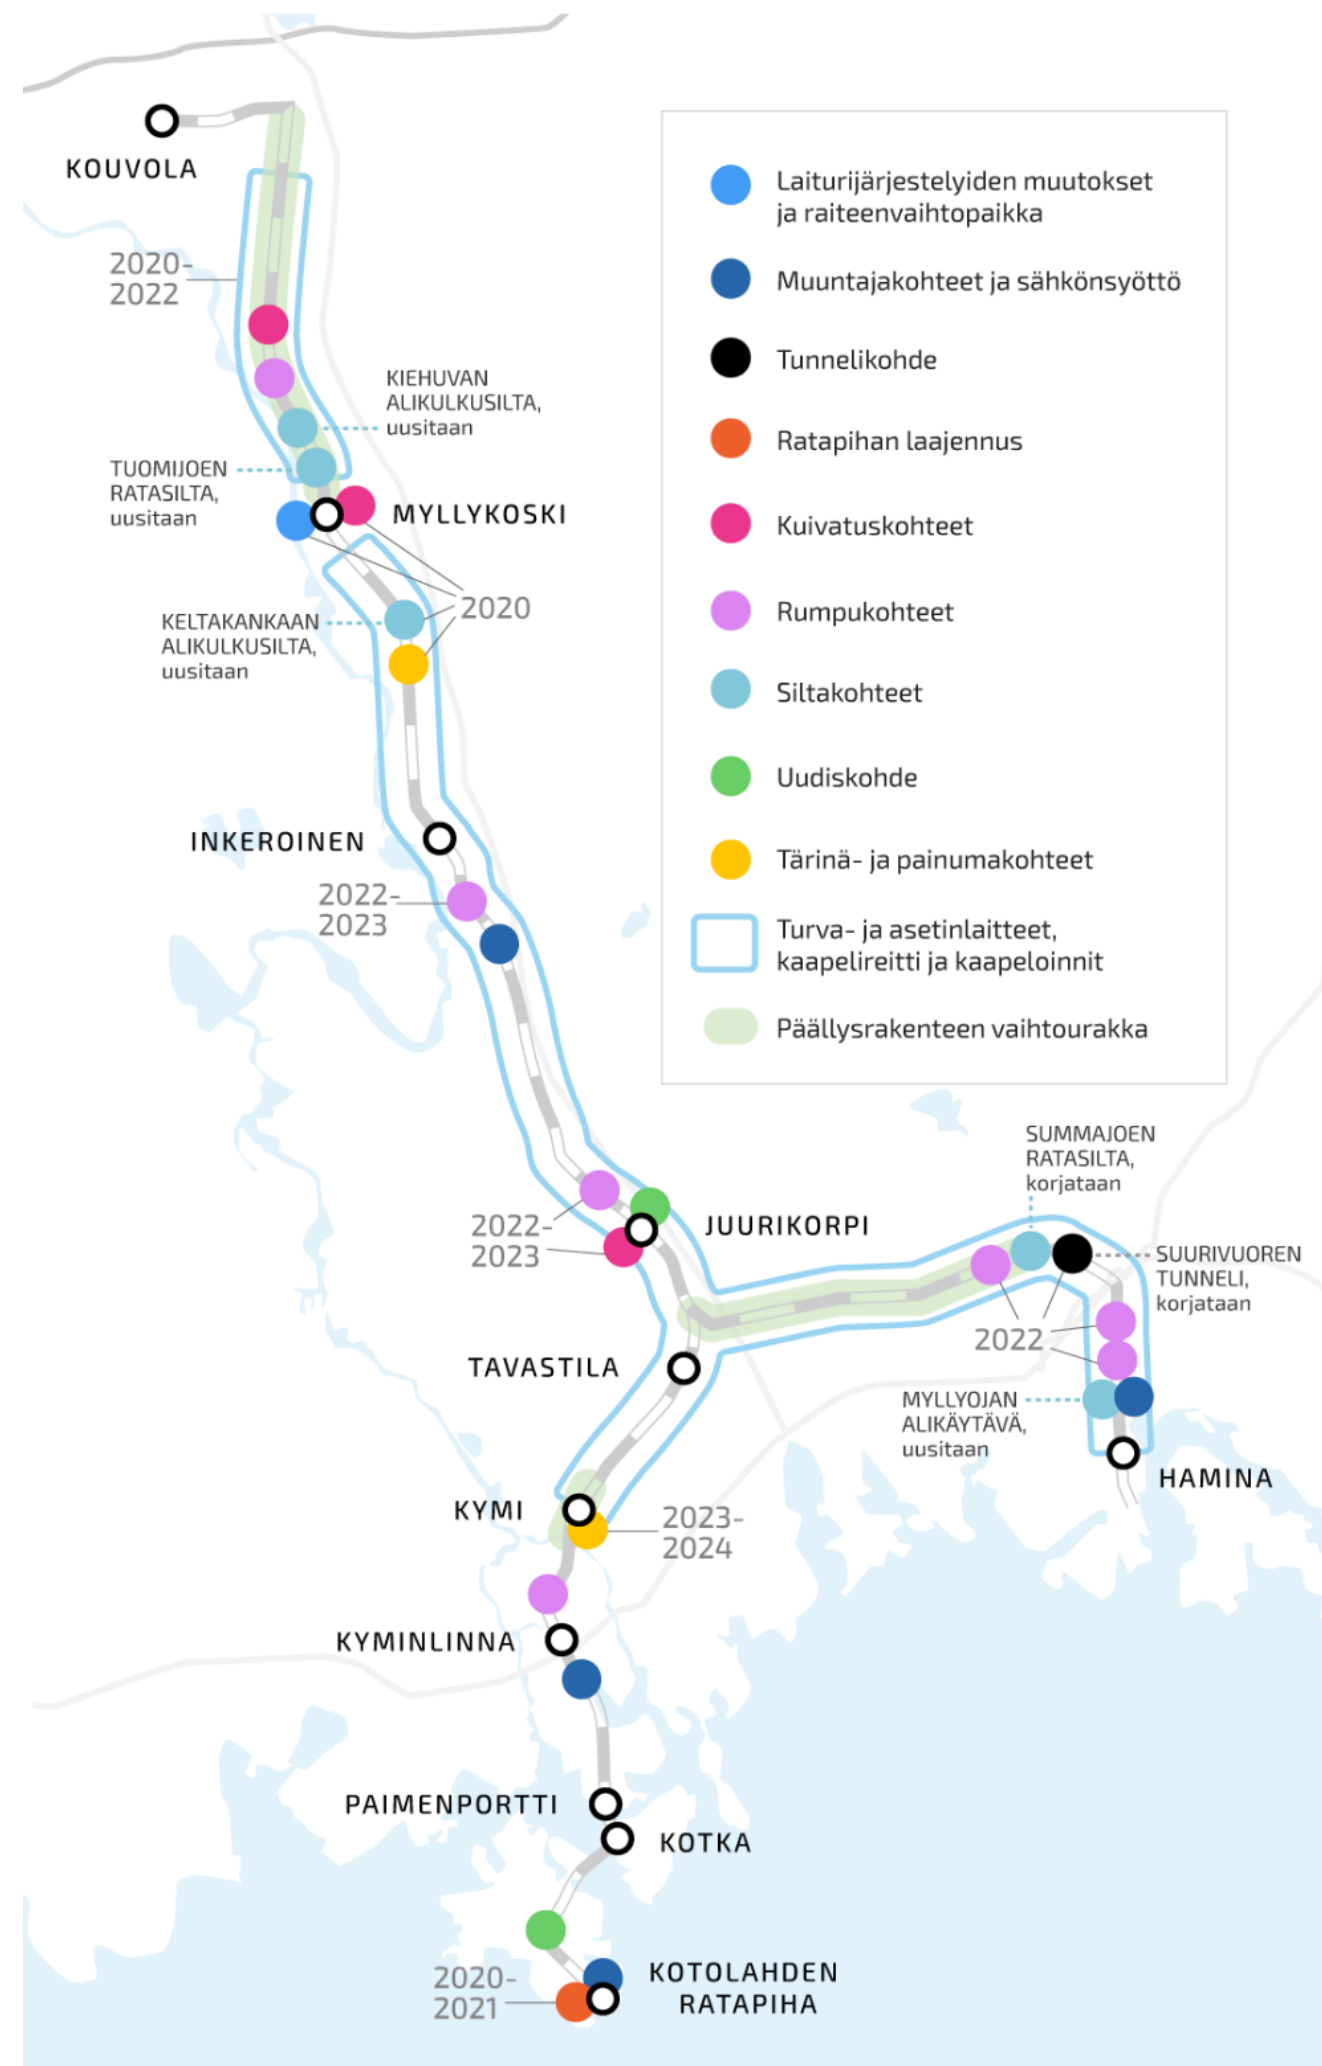 KOUVOLA
2020-
2022
KIEHUVAN
ALIKULKUSILTA,
uusitaan
TUOMIJOEN
RATASILTA,
uusitaan
MYLLYKOSKI
2020
KELTAKANKAAN
ALIKULKUSILTA,
uusitaan
INKEROINEN
2022-
2023
Laiturijärjestelyiden muutokset
ja raiteenvaihtopaikka
Muuntajakohteet ja sähkönsyöttö
Tunnelikohde
Ratapihan laajennus
Kuivatuskohteet
Rumpukohteet
Siltakohteet
Uudiskohde
Tärinä- ja painumakohteet
Turva- ja asetinlaitteet,
kaapelireitti ja kaapeloinnit
Päällysrakenteen vaihtourakka
SUMMAJOEN
RATASILTA,
korjataan
JUURIKORPI
2022-
2023
SUURIVUOREN
TUNNELI,
korjataan
2022
TAVASTILA
MYLLYOJAN
ALIKÄYTÄVÄ,
uusitaan
HAMINA
KYMI
2023-
2024
KYMINLINNA
PAIMENPORTTI
KOTKA
2020-
2021
KOTOLAHDEN
RATAPIHA